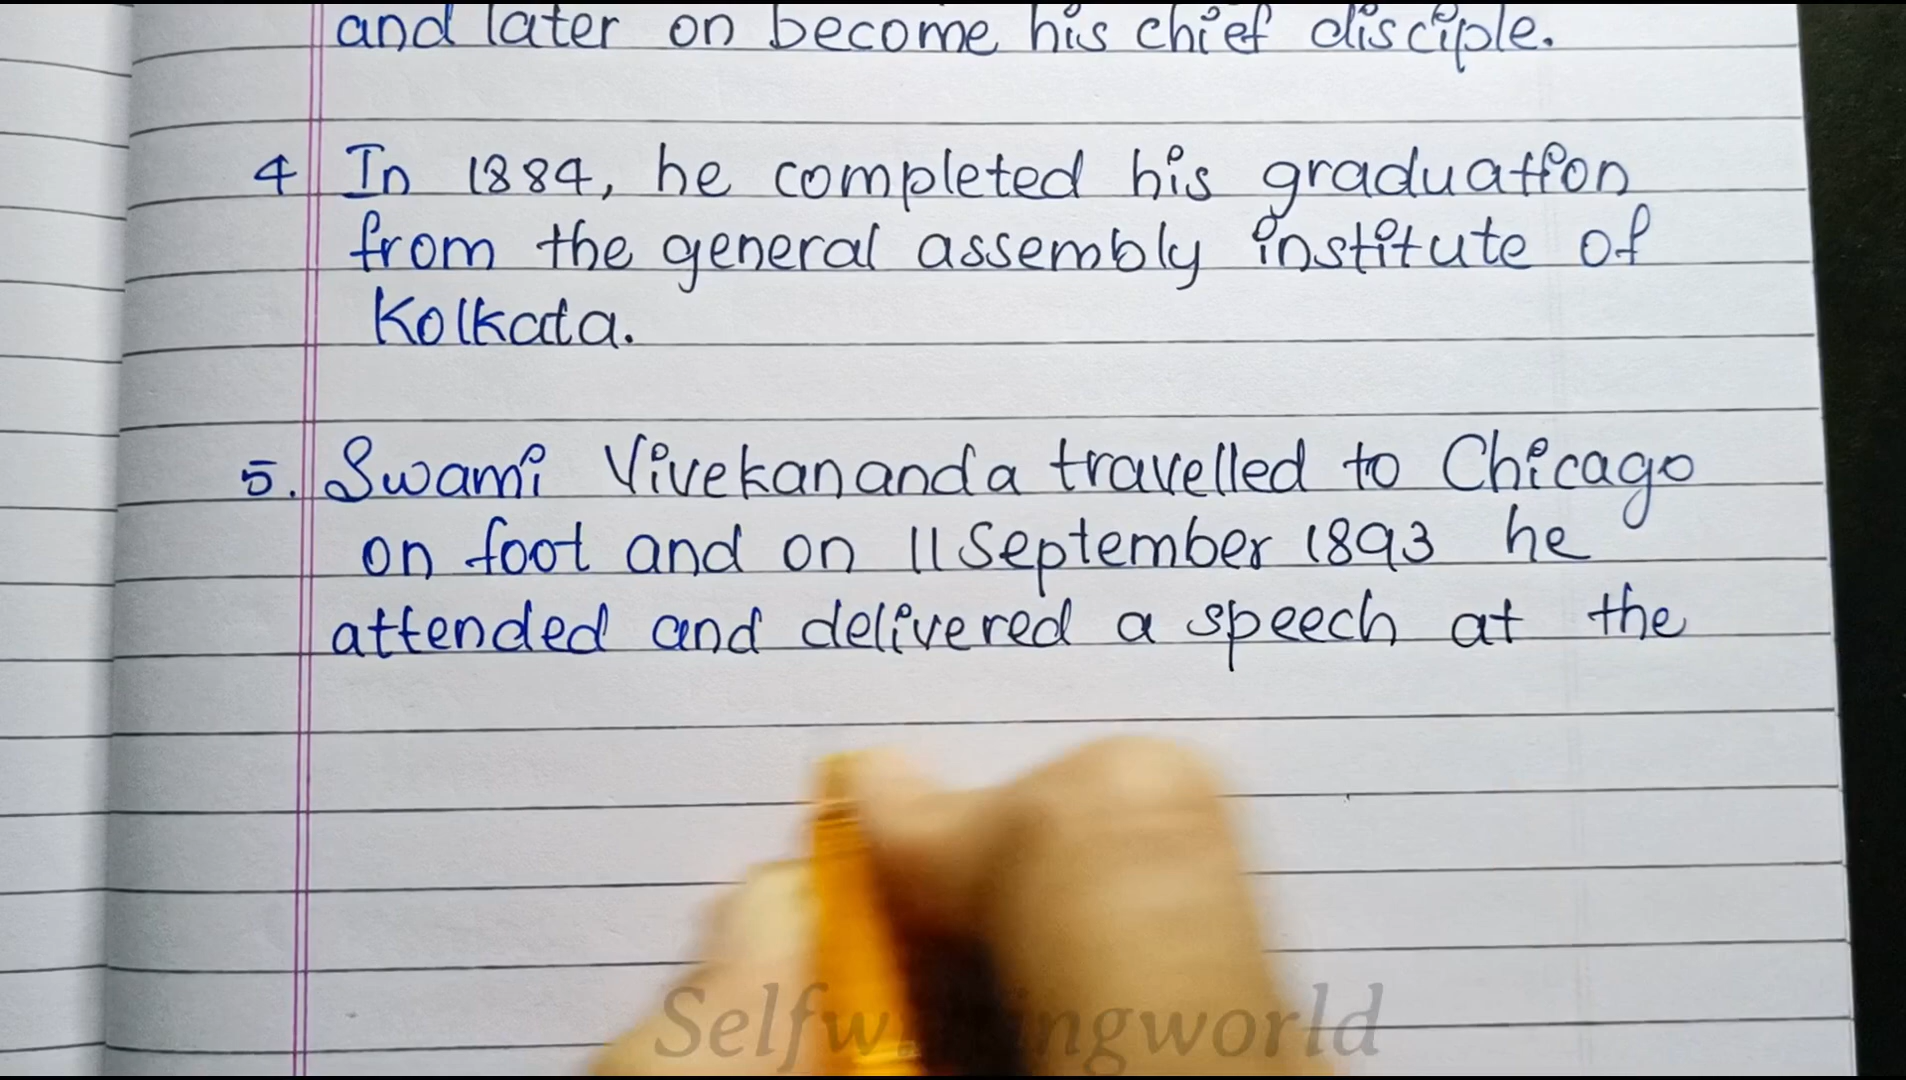 and later on become his chief disciple.
4 In 1884, he completed his graduation
from the general assembly institute of
Kolkata.
5. Swami Vivekananda travelled to Chicago
on foot and on 11 September 1893 he
attended and delivered a speech at the
Selfwritingworld